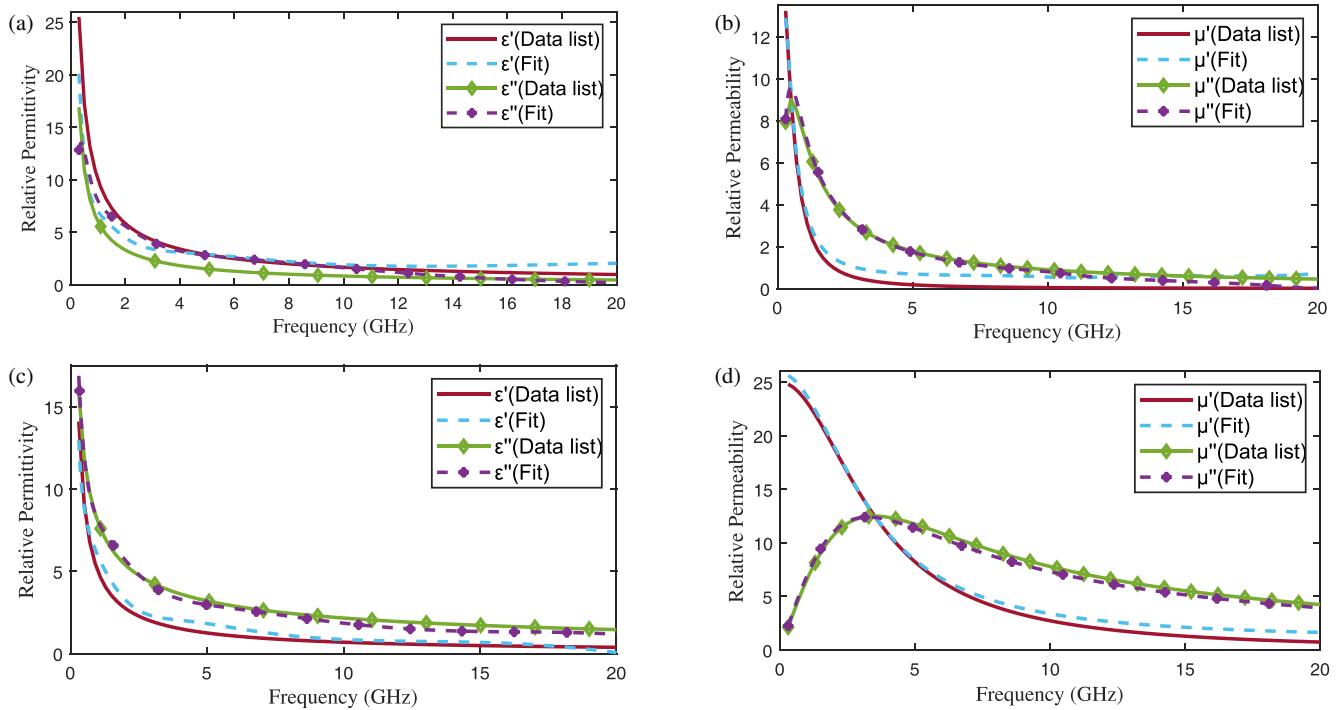 (a)
Relative Permittivity
25
20
15
10
5
0
0 2 4 6 8 10 12 14 16 18 20
Frequency (GHz)
ε'(Data list)
ε'(Fit)
ε''(Data list)
ε''(Fit)
(b)
Relative Permeability
12
10
8
6
4
2
0
0 5 10 15 20
Frequency (GHz)
μ'(Data list)
μ'(Fit)
μ''(Data list)
μ''(Fit)
(c)
Relative Permittivity
15
10
5
0
0 5 10 15 20
Frequency (GHz)
ε'(Data list)
ε'(Fit)
ε''(Data list)
ε''(Fit)
(d)
Relative Permeability
25
20
15
10
5
0
0 5 10 15 20
Frequency (GHz)
μ'(Data list)
μ'(Fit)
μ''(Data list)
μ''(Fit)